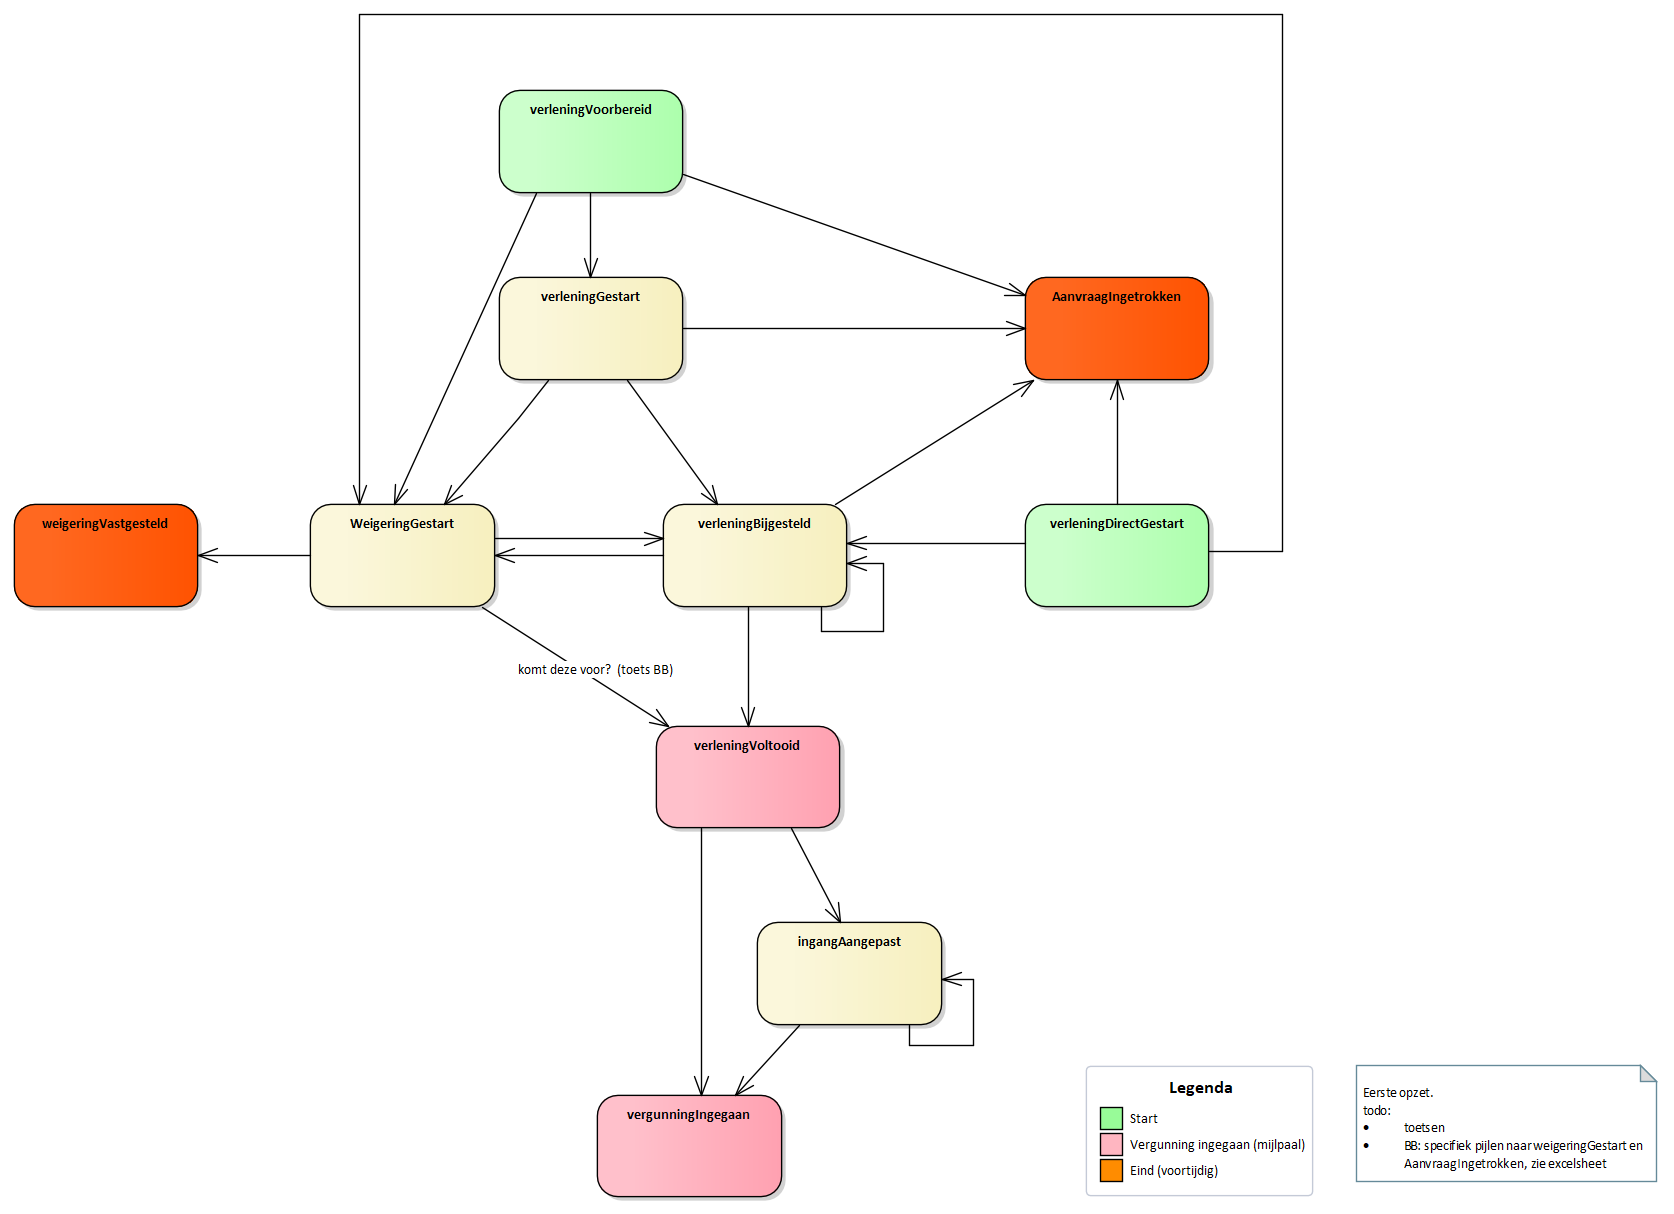 verleningVoorbereid
verleningGestart
AanvraagIngetrokken
weigeringVastgesteld
WeigeringGestart
verleningBijgesteld
verleningDirectGestart
komt deze voor? (toets BB)
verleningVoltooid
ingangAangepast
vergunningIngegaan
Legenda
Start
Vergunning ingegaan (mijlpaal)
Eind (voortijdig)
Eerste opzet.
todo:
• toetsen
• BB: specifiek pijlen naar weigeringGestart en
AanvraagIngetrokken, zie excelsheet